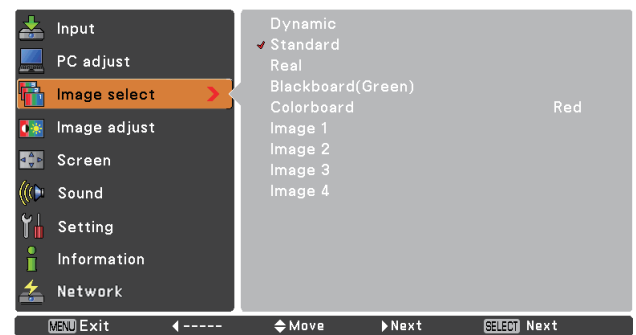 Input
PC adjust
Image select
Image adjust
Screen
Sound
Setting
Information
Network
Dynamic
Standard
Real
Blackboard(Green)
Colorboard Red
Image 1
Image 2
Image 3
Image 4
MENU Exit ----- Move Next SELECT Next